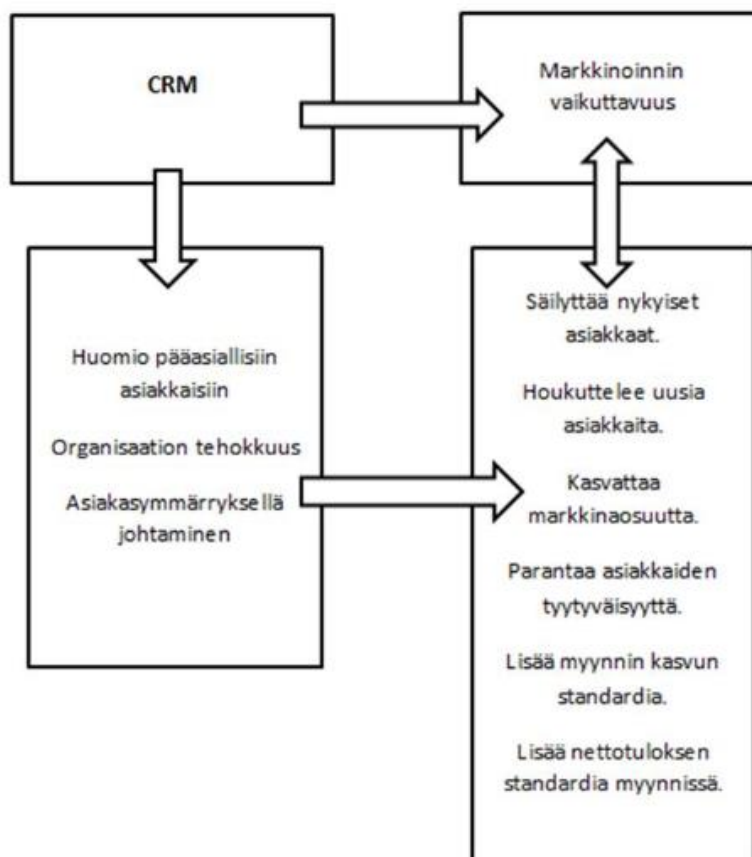 CRM
Markkinoinnin
vaikuttavuus
Huomio pääasiallisiin
asiakkaisiin
Organisaation tehokkuus
Asiakasymmärryksellä
johtaminen
Säilyttää nykyiset
asiakkaat.
Houkuttelee uusia
asiakkaita.
Kasvattaa
markkinaosuutta.
Parantaa asiakkaiden
tyytyväisyyttä.
Lisää myynnin kasvun
standardia.
Lisää nettotuloksen
standardia myynnissä.